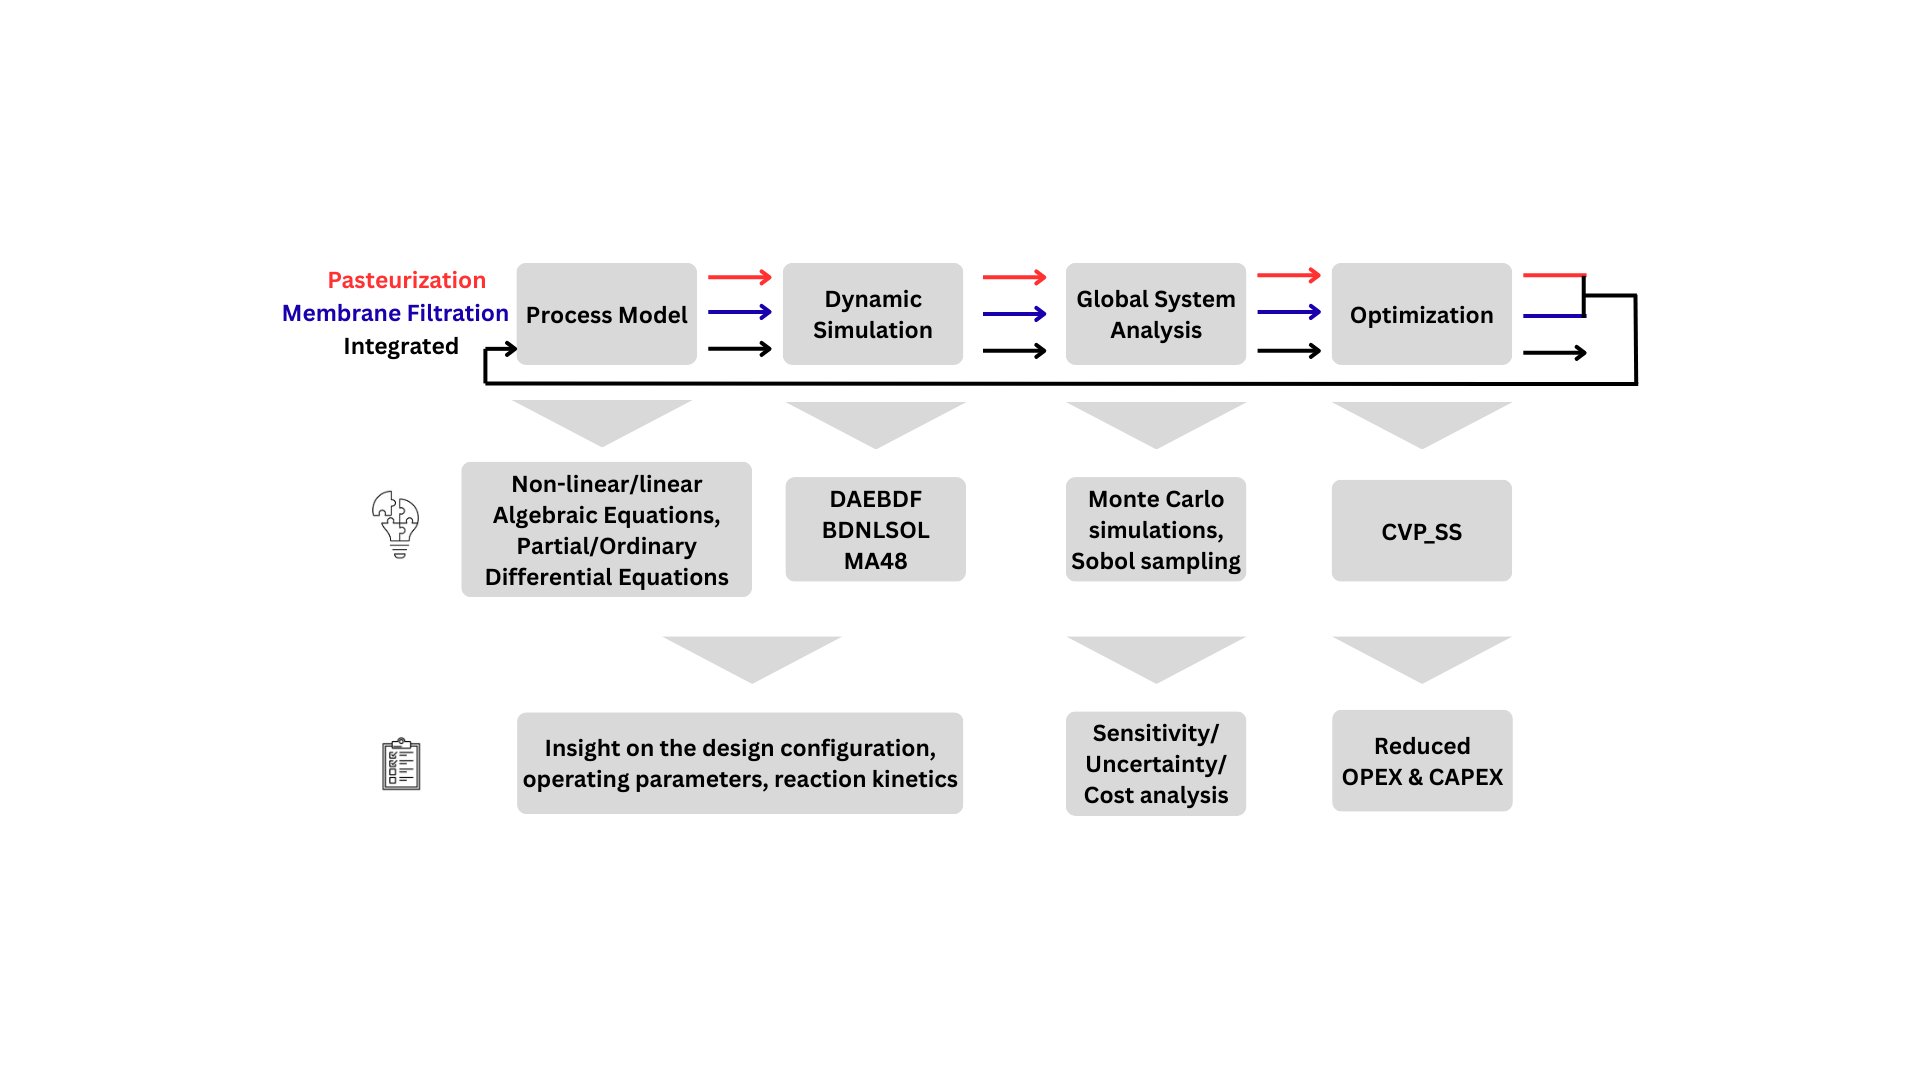 Pasteurization
Membrane Filtration
Integrated
Process Model
Dynamic
Simulation
Global System
Analysis
Optimization
Non-linear/linear
Algebraic Equations,
Partial/Ordinary
Differential Equations
DAEBDF
BDNLSOL
MA48
Monte Carlo
simulations,
Sobol sampling
CVP_SS
Insight on the design configuration,
operating parameters, reaction kinetics
Sensitivity/
Uncertainty/
Cost analysis
Reduced
OPEX & CAPEX